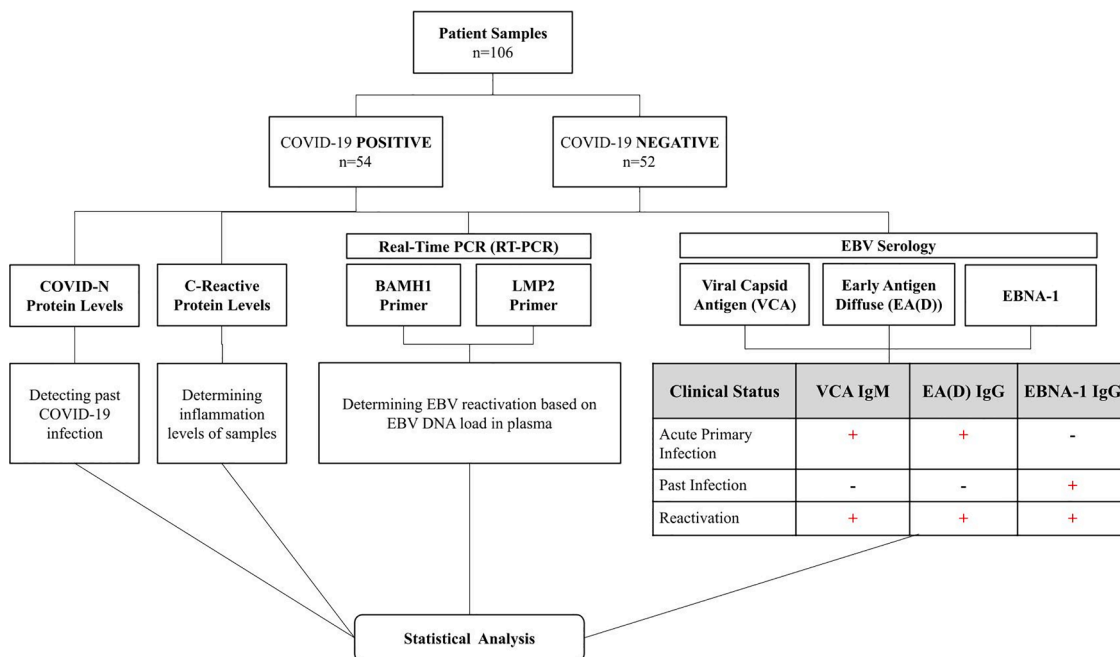 Patient Samples
n=106
COVID-19 POSITIVE
n=54
COVID-19 NEGATIVE
n=52
Real-Time PCR (RT-PCR)
EBV Serology
COVID-N
Protein Levels
C-Reactive
Protein Levels
BAMH1
Primer
LMP2
Primer
Viral Capsid
Antigen (VCA)
Early Antigen
Diffuse (EA(D))
EBNA-1
Detecting past
COVID-19
infection
Determining
inflammation
levels of samples
Determining EBV reactivation based on
EBV DNA load in plasma
Clinical Status VCA IgM EA(D) IgG EBNA-1 IgG
Acute Primary
Infection + + -
Past Infection - - +
Reactivation + + +
Statistical Analysis